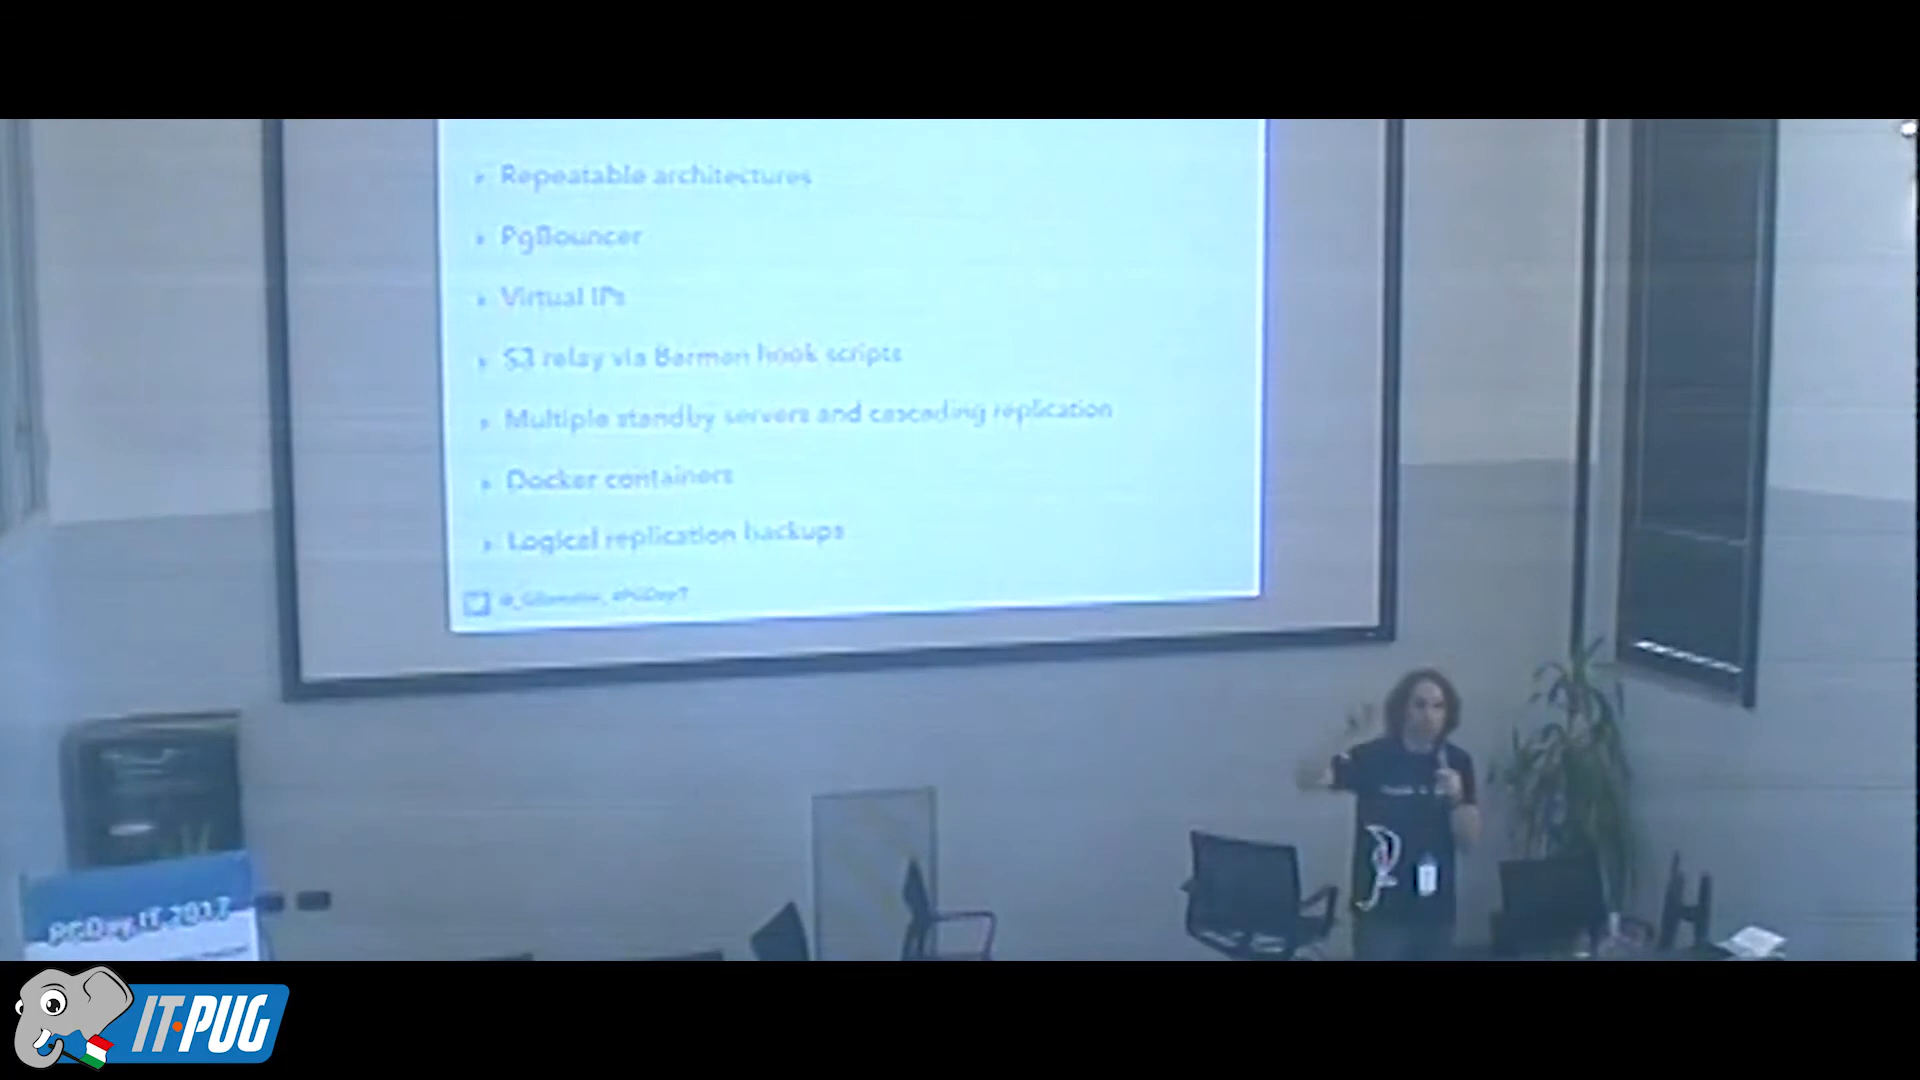 Repeatable architectures
PgBouncer
Virtual IPs
S3 relay via Barman hook scripts
Multiple standby servers and cascading replication
Docker containers
Logical replication backups
#PGDayIT
PGDay.IT 2017
IT-PUG